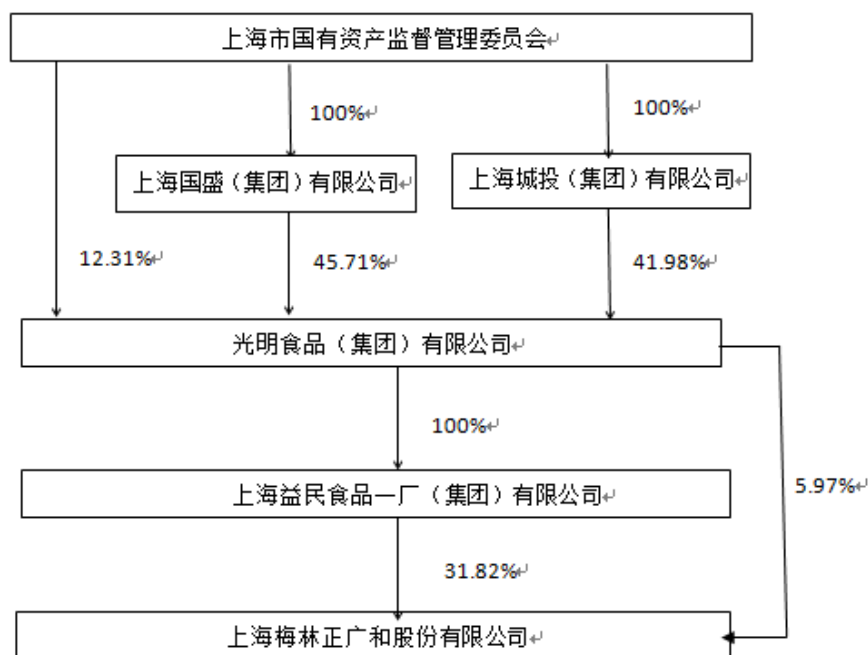 上海市国有资产监督管理委员会↵
100%↵
100%↵
上海国盛（集团）有限公司↵
上海城投（集团）有限公司↵
12.31%↵
45.71%↵
41.98%↵
光明食品（集团）有限公司↵
100%↵
上海益民食品一厂（集团）有限公司↵
5.97%↵
31.82%↵
上海梅林正广和股份有限公司↵